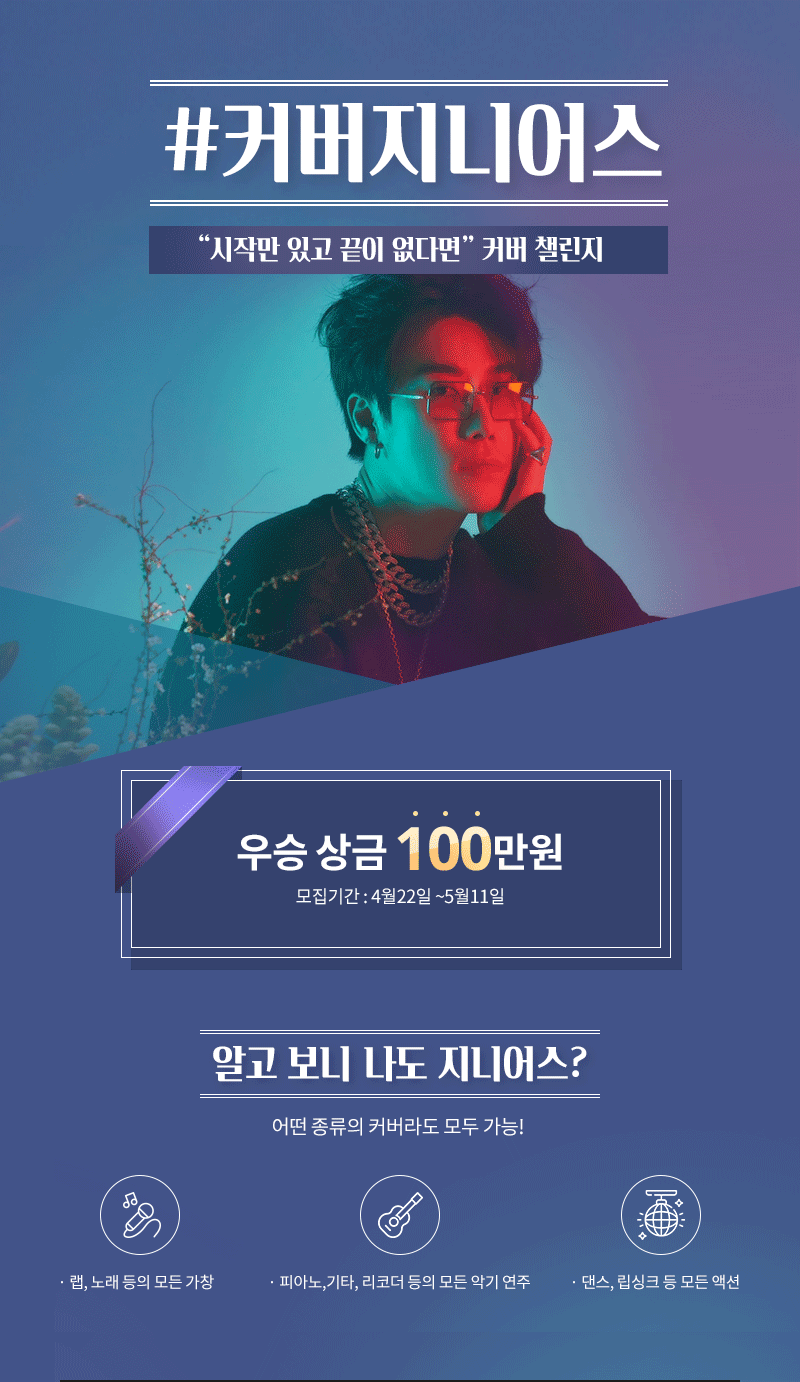 #커버지니어스
“시작만 있고 끝이 없다면” 커버 챌린지
우승 상금 100만원
모집기간 : 4월22일 ~5월11일
알고 보니 나도 지니어스?
어떤 종류의 커버라도 모두 가능!
· 랩, 노래 등의 모든 가창
· 피아노,기타, 리코더 등의 모든 악기 연주
· 댄스, 립싱크 등 모든 액션